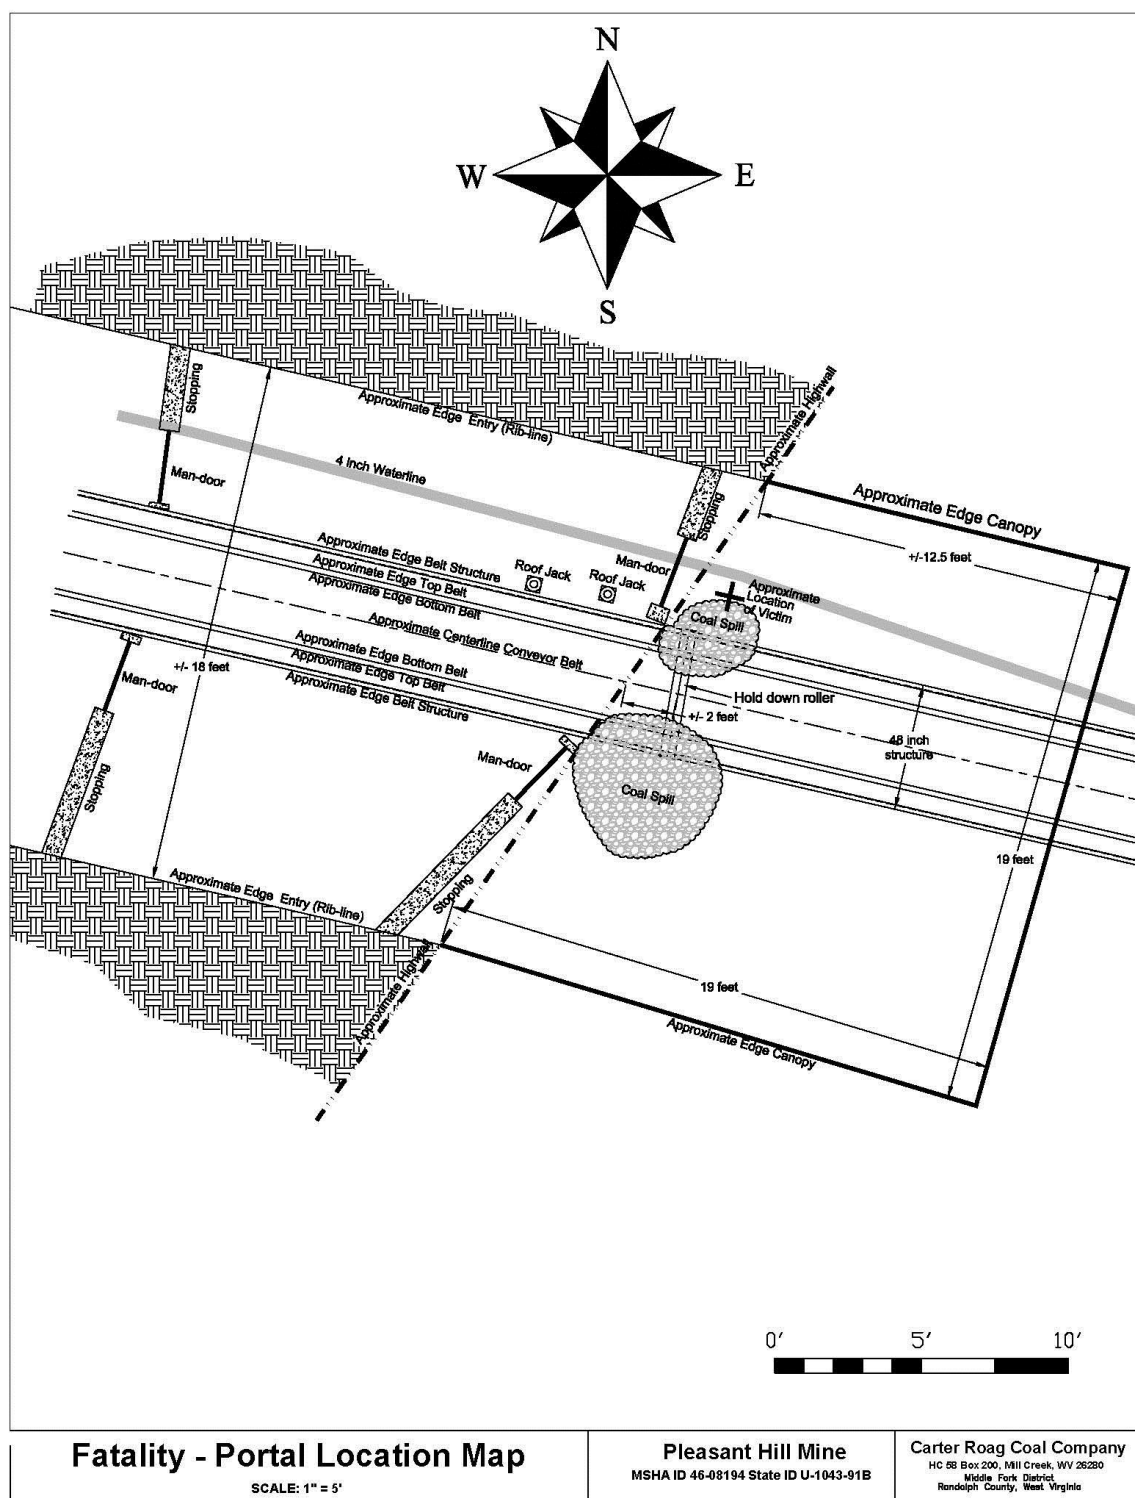 N
W
E
S
Stopping
Approximate Edge Entry (Rib-line)
Approximate Highwall
4 Inch Waterline
Man-door
Stopping
Approximate Edge Canopy
+/-12.5 feet
Approximate Edge Belt Structure
Roof Jack
Roof Jack
Man-door
Approximate
Location
of Victim
Approximate Edge Top Belt
Approximate Edge Bottom Belt
Coal Spill
Approximate Centerline Conveyor Belt
+/- 18 feet
Approximate Edge Bottom Belt
Approximate Edge Top Belt
Approximate Edge Belt Structure
Man-door
Hold down roller
+/- 2 feet
48 inch
structure
Man-door
Stopping
Coal Spill
19 feet
Approximate Edge Entry (Rib-line)
Stopping
Approximate Highwall
19 feet
Approximate Edge Canopy
0'
5'
10'
Fatality - Portal Location Map
SCALE: 1" = 5'
Pleasant Hill Mine
MSHA ID 46-08194 State ID U-1043-91B
Carter Roag Coal Company
HC 58 Box 200, Mill Creek, WV 26280
Middle Fork District
Randolph County, West Virginia